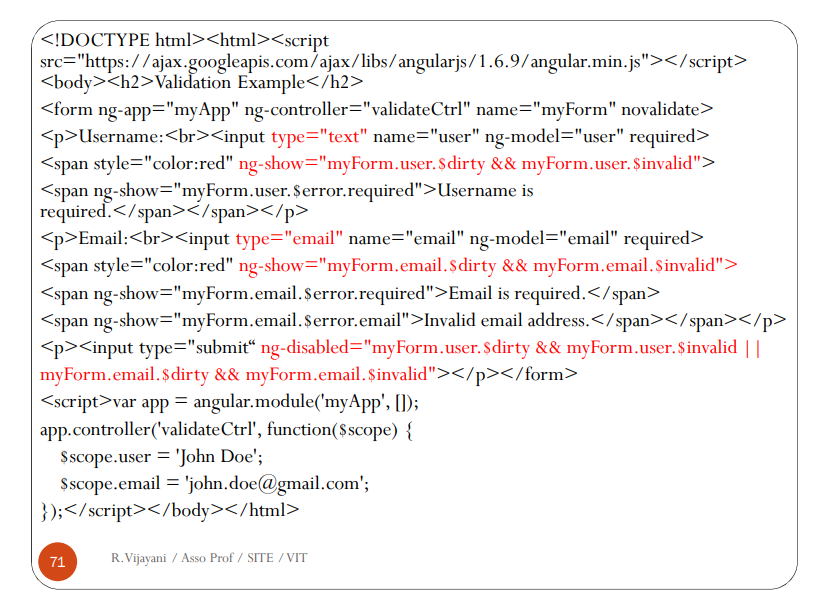 <!DOCTYPE html><html><script
src="https://ajax.googleapis.com/ajax/libs/angularjs/1.6.9/angular.min.js"></script>
<body><h2>Validation Example</h2>
<form ng-app="myApp" ng-controller="validateCtrl" name="myForm" novalidate>
<p>Username:<br><input type="text" name="user" ng-model="user" required>
<span style="color:red" ng-show="myForm.user.$dirty && myForm.user.$invalid">
<span ng-show="myForm.user.$error.required">Username is
required.</span></span></p>
<p>Email:<br><input type="email" name="email" ng-model="email" required>
<span style="color:red" ng-show="myForm.email.$dirty && myForm.email.$invalid">
<span ng-show="myForm.email.$error.required">Email is required.</span>
<span ng-show="myForm.email.$error.email">Invalid email address.</span></span></p>
<p><input type="submit“ ng-disabled="myForm.user.$dirty && myForm.user.$invalid ||
myForm.email.$dirty && myForm.email.$invalid"></p></form>
<script>var app = angular.module('myApp', []);
app.controller('validateCtrl', function($scope) {
$scope.user = 'John Doe';
$scope.email = 'john.doe@gmail.com';
});</script></body></html>
71 R.Vijayani / Asso Prof / SITE / VIT